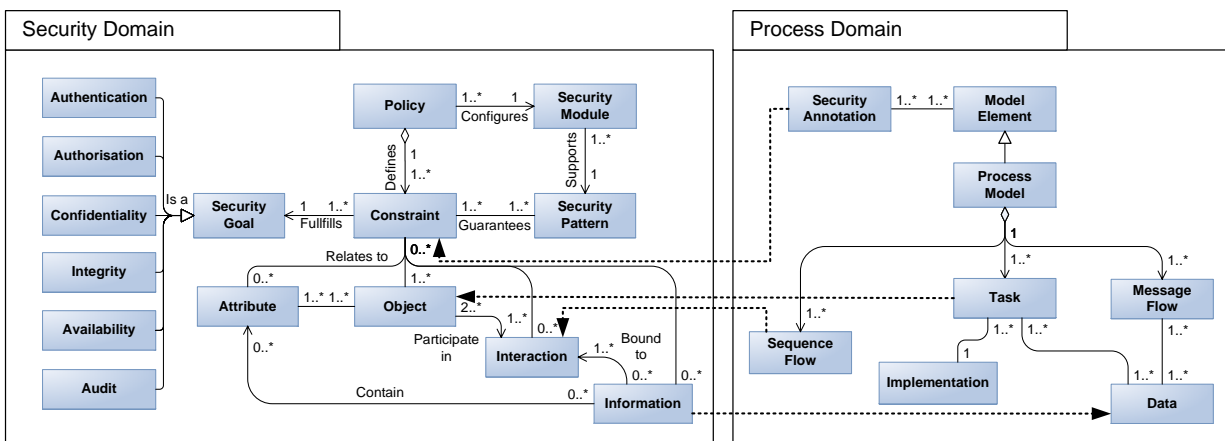 Security Domain
Process Domain
Authentication
Authorisation
Confidentiality
Integrity
Availability
Audit
Is a
Security
Goal
Policy
1..*
1
Configures
Security
Module
Defines
1
1..*
Supports
1..*
1
1
1..*
Fullfills
Constraint
1..*
1..*
Guarantees
Security
Pattern
0..*
Relates to
0..*
1..*
Attribute
1..*
1..*
Object
2..*
1..*
Participate
in
0..*
Interaction
1..*
Bound
to
0..*
0..*
0..*
Contain
0..*
Information
Security
Annotation
1..*
1..*
Model
Element
Process
Model
1
1..*
1..*
1..*
Task
Message
Flow
1..*
1..*
1..*
Sequence
Flow
1
Implementation
1..*
1..*
Data